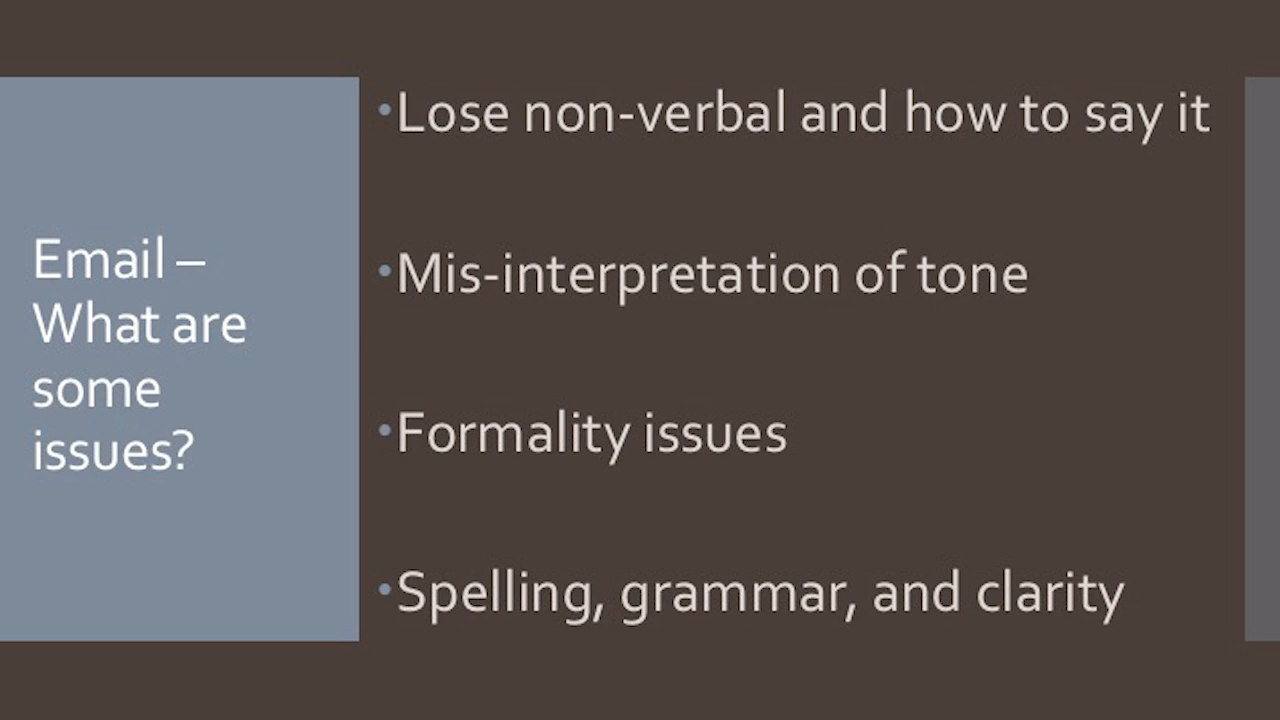 Email –
What are
some
issues?
•Lose non-verbal and how to say it
•Mis-interpretation of tone
•Formality issues
•Spelling, grammar, and clarity